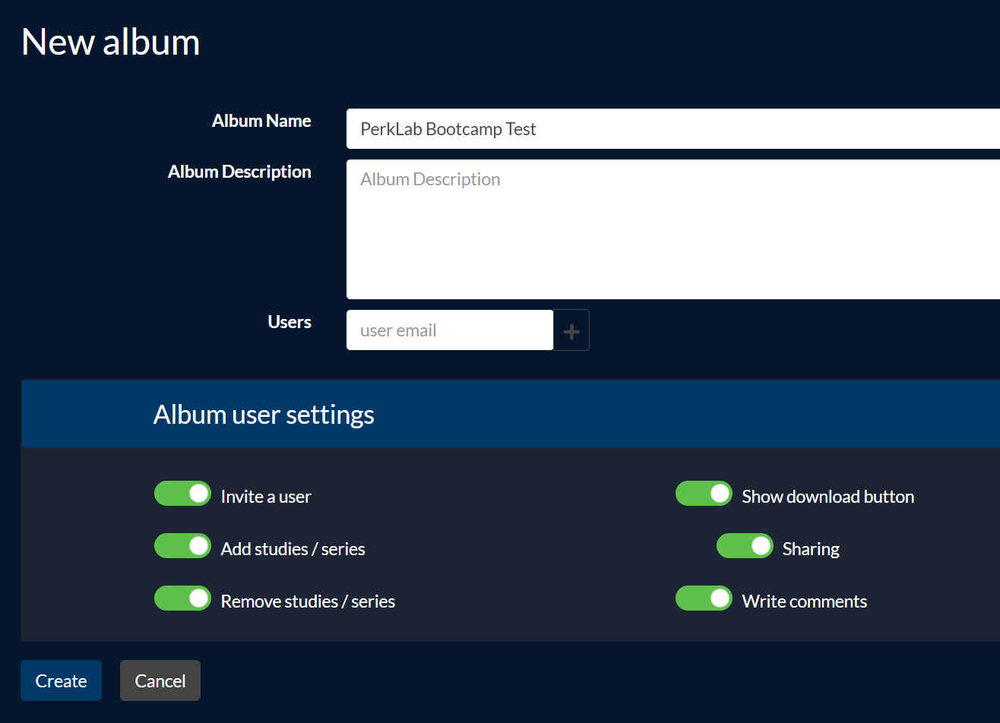 New album
Album Name
PerkLab Bootcamp Test
Album Description
Album Description
Users
user email
Album user settings
Invite a user
Show download button
Add studies / series
Sharing
Remove studies / series
Write comments
Create
Cancel